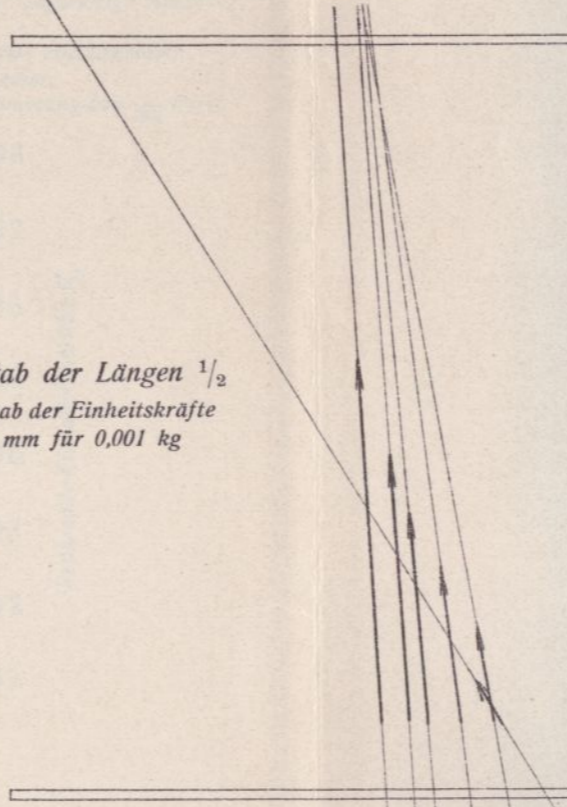 ab der Längen 1/2
ab der Einheitskräfte
mm für 0,001 kg